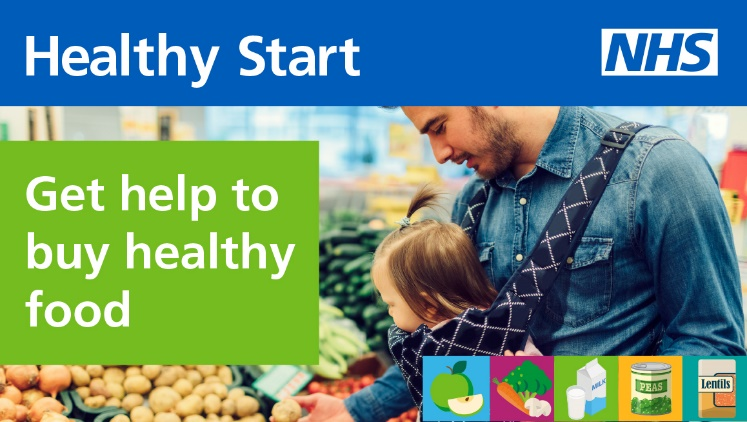 Healthy Start
NHS
Get help to
buy healthy
food
MILK
PEAS
Lentils